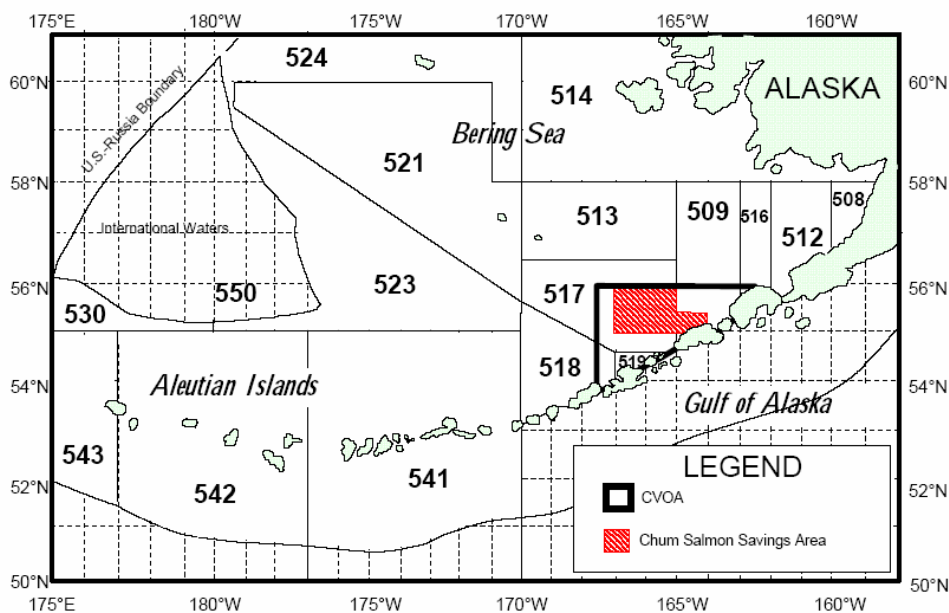 175°E 180°W 175°W 170°W 165°W 160°W
60°N 524 514 ALASKA 60°N
U.S.-Russia Boundary
Bering Sea
521
58°N 513 509 516 512 508 58°N
International Waters
56°N 530 550 523 517 56°N
54°N Aleutian Islands 518 519 54°N
Gulf of Alaska
543 542 541
52°N 52°N
LEGEND
CVOA
Chum Salmon Savings Area
50°N 50°N
175°E 180°W 175°W 170°W 165°W 160°W